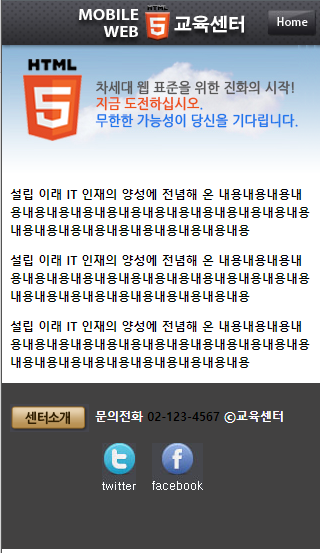 MOBILE
WEB
HTML
5
교육센터
Home
HTML
5
차세대 웹 표준을 위한 진화의 시작!
지금 도전하십시오.
무한한 가능성이 당신을 기다립니다.
설립 이래 IT 인재의 양성에 전념해 온 내용내용내용내
용내용내용내용내용내용내용내용내용내용내용내용내
용내용내용내용내용내용내용내용내용내용
설립 이래 IT 인재의 양성에 전념해 온 내용내용내용내
용내용내용내용내용내용내용내용내용내용내용내용내
용내용내용내용내용내용내용내용내용내용
설립 이래 IT 인재의 양성에 전념해 온 내용내용내용내
용내용내용내용내용내용내용내용내용내용내용내용내
용내용내용내용내용내용내용내용내용내용
센터소개 문의전화 02-123-4567 ©교육센터
twitter facebook